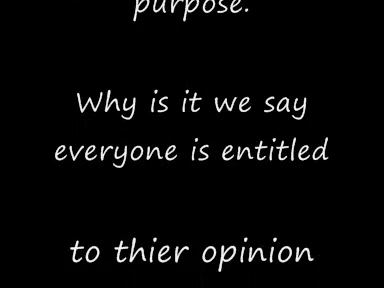 purpose.
Why is it we say
everyone is entitled
to thier opinion